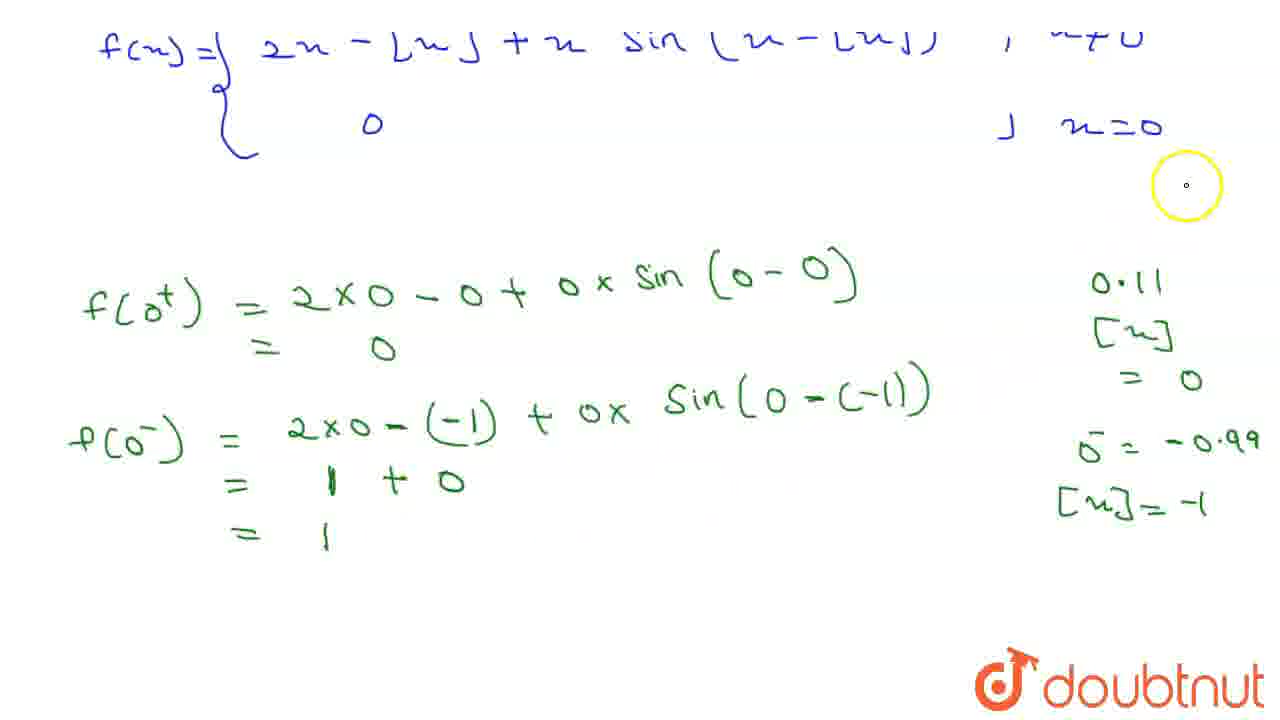 f(x) = { 2x - [x] + x sin (x - [x]) , x≠0
0 , x=0
f(0⁺) = 2×0 - 0 + 0× sin (0 - 0)
= 0
f(0⁻) = 2×0 - (-1) + 0× sin(0 - (-1))
= 1 + 0
= 1
0.11
[x]
= 0
0⁻ = -0.99
[x] = -1
doubtnut